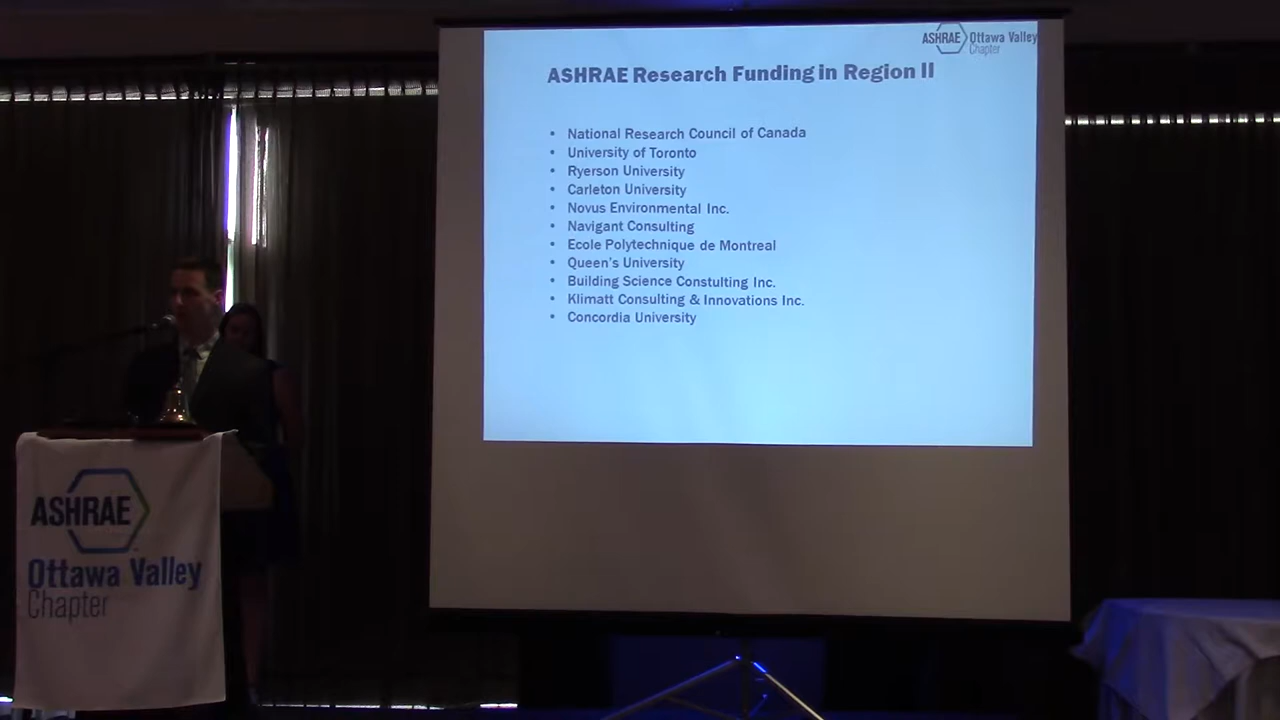 ASHRAE Ottawa Valley
Chapter
ASHRAE Research Funding in Region II
• National Research Council of Canada
• University of Toronto
• Ryerson University
• Carleton University
• Novus Environmental Inc.
• Navigant Consulting
• Ecole Polytechnique de Montreal
• Queen's University
• Building Science Constulting Inc.
• Klimatt Consulting & Innovations Inc.
• Concordia University
ASHRAE
Ottawa Valley
Chapter